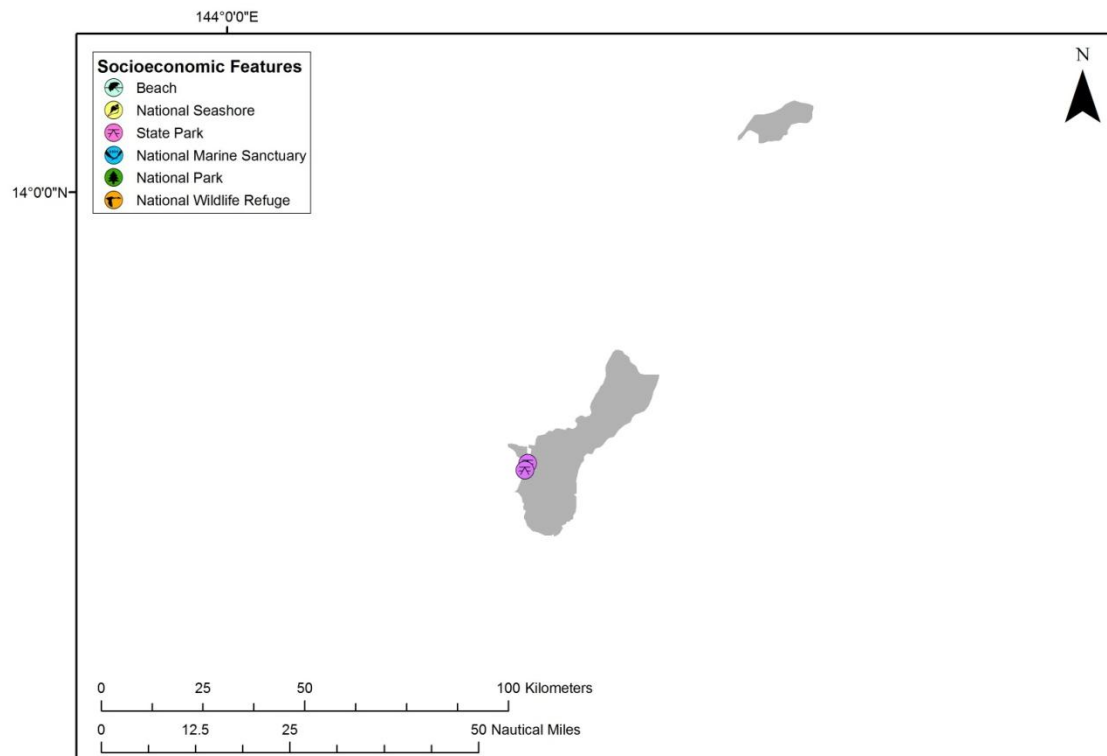 144°0'0"E
Socioeconomic Features
Beach
National Seashore
State Park
National Marine Sanctuary
National Park
National Wildlife Refuge
N
14°0'0"N
0 25 50 100 Kilometers
0 12.5 25 50 Nautical Miles